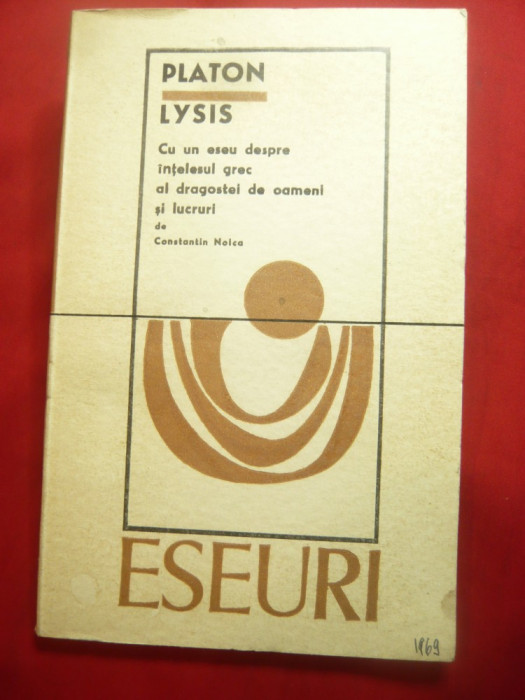 PLATON
LYSIS
Cu un eseu despre
înțelesul grec
al dragostei de oameni
și lucruri
de
Constantin Noica
ESEURI
1969